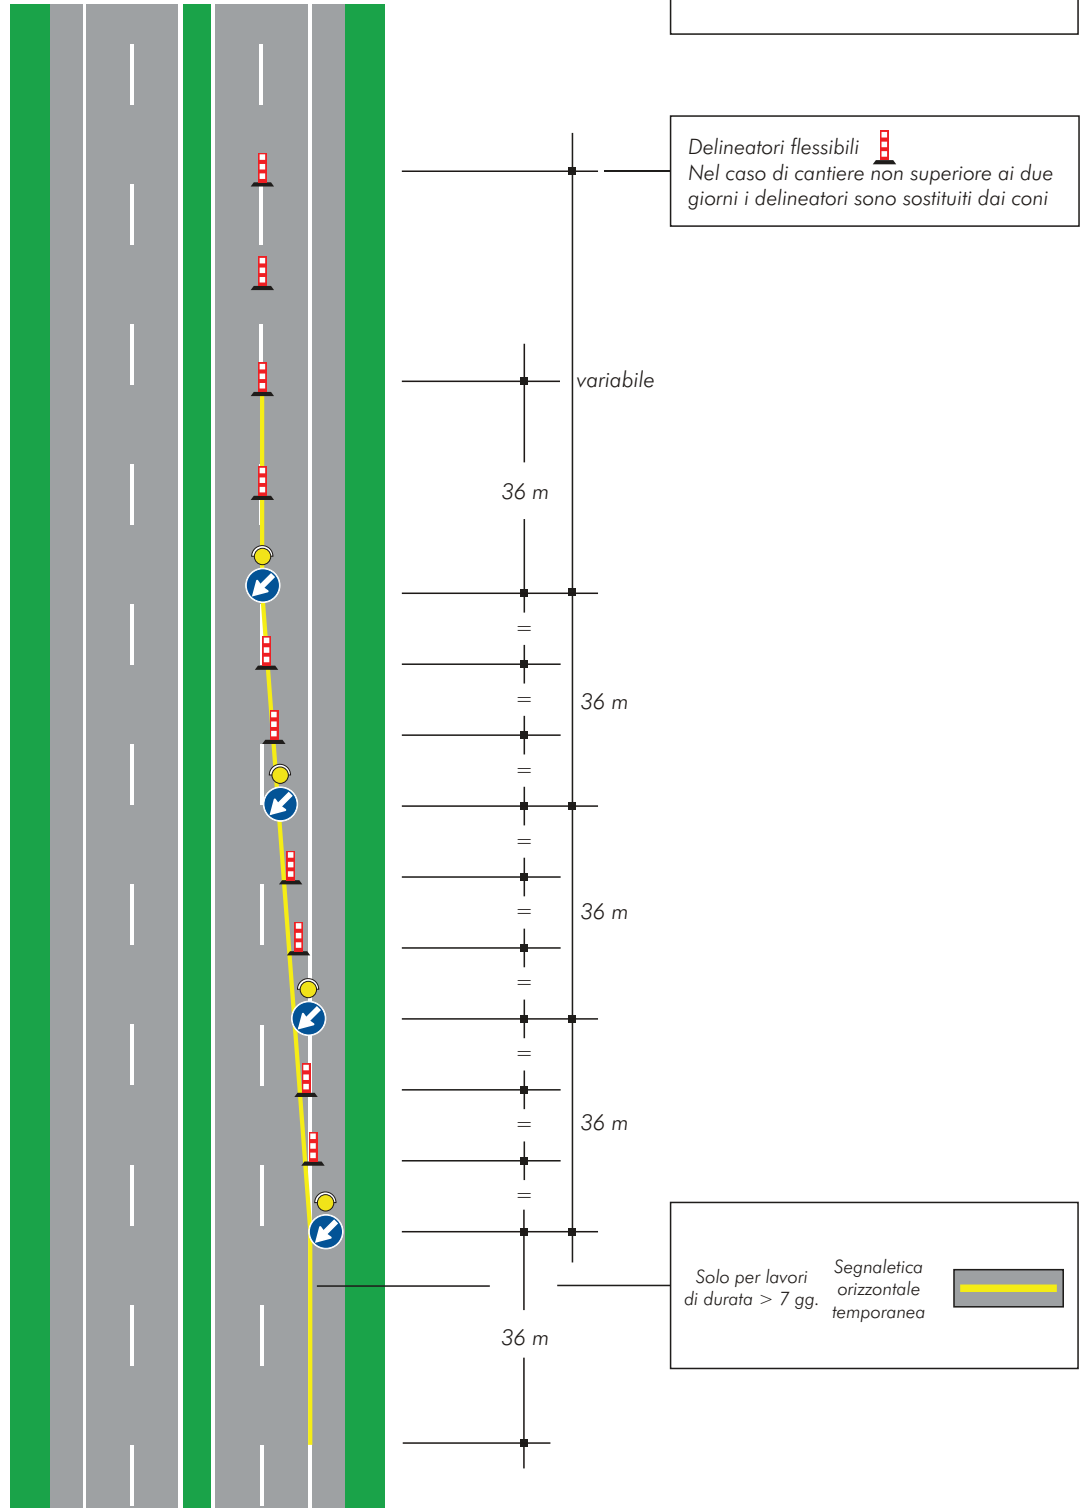 Delineatori flessibili
Nel caso di cantiere non superiore ai due
giorni i delineatori sono sostituiti dai coni
variabile
36 m
=
=
36 m
=
=
=
36 m
=
=
=
36 m
=
Solo per lavori
di durata > 7 gg.
Segnaletica
orizzontale
temporanea
36 m